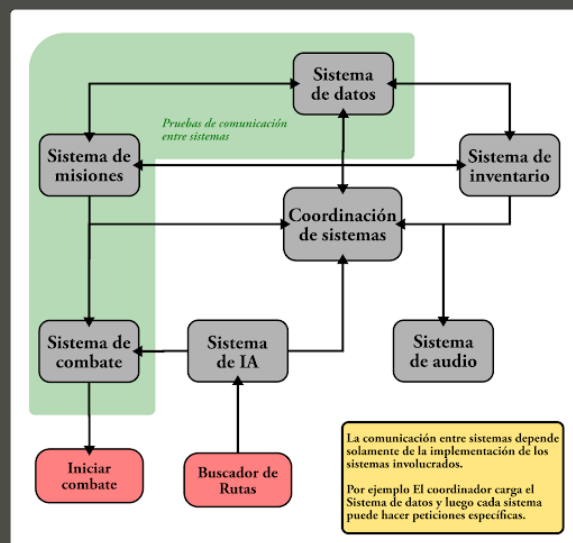 Sistema
de datos
Pruebas de comunicación
entre sistemas
Sistema de
misiones
Sistema de
inventario
Coordinación
de sistemas
Sistema de
combate
Sistema
de IA
Sistema
de audio
Iniciar
combate
Buscador de
Rutas
La comunicación entre sistemas depende
solamente de la implementación de los
sistemas involucrados.
Por ejemplo El coordinador carga el
Sistema de datos y luego cada sistema
puede hacer peticiones específicas.